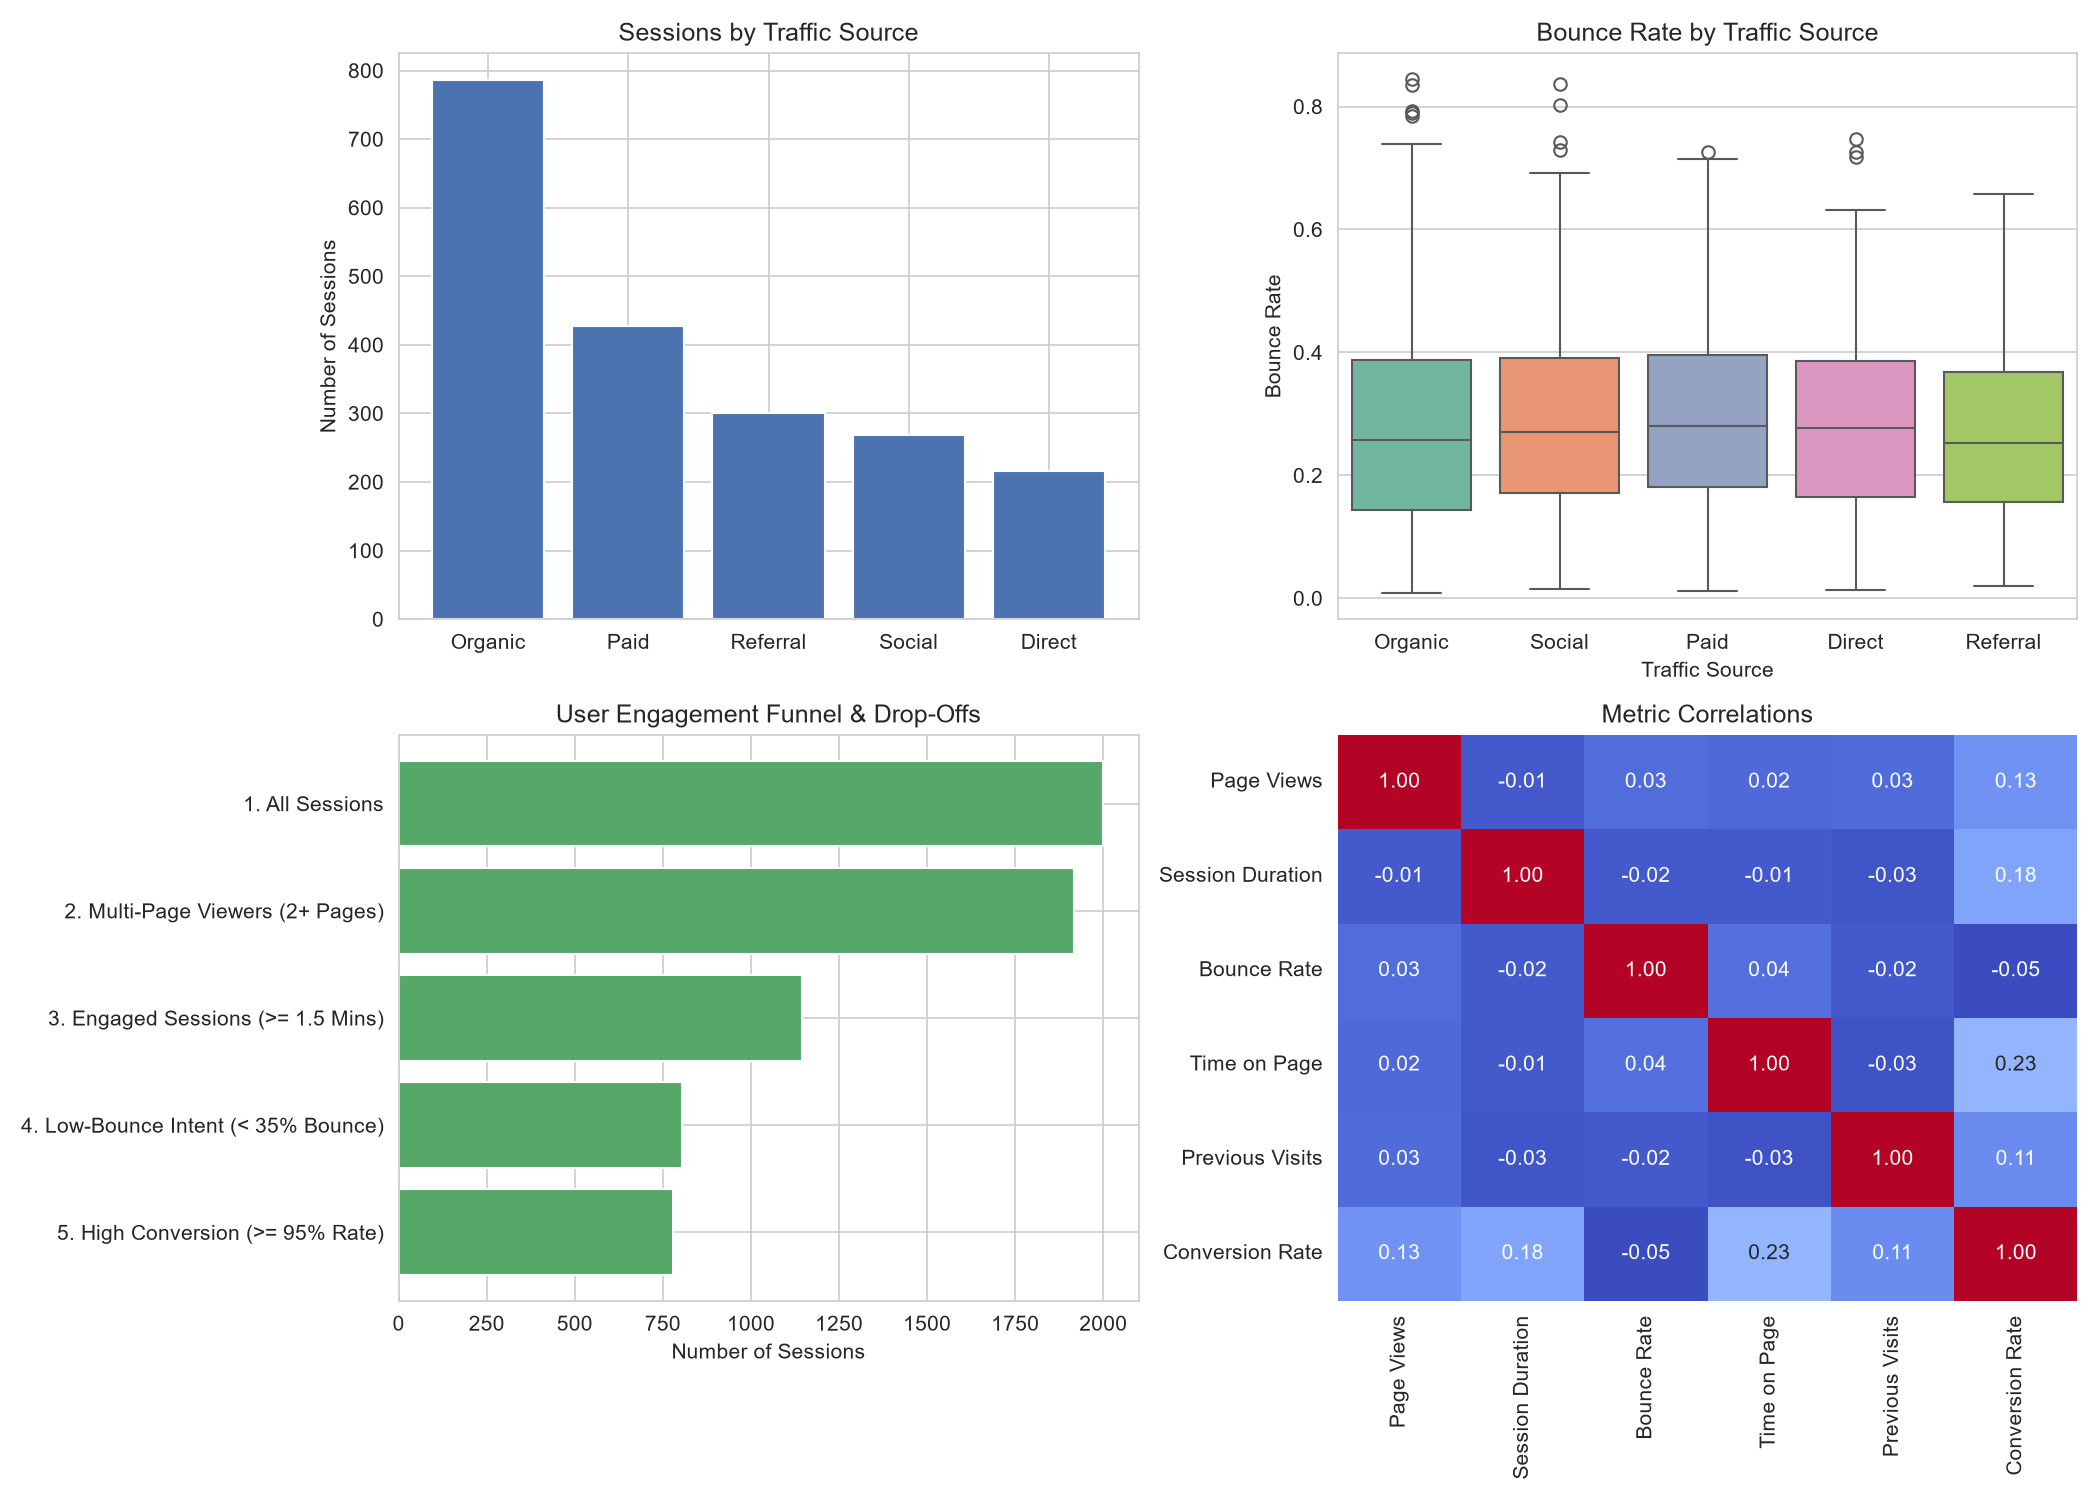 Sessions by Traffic Source
800
700
600
500
400
300
200
100
0
Number of Sessions
Organic Paid Referral Social Direct
Bounce Rate by Traffic Source
0.8
0.6
0.4
0.2
0.0
Bounce Rate
Organic Social Paid Direct Referral
Traffic Source
User Engagement Funnel & Drop-Offs
1. All Sessions
2. Multi-Page Viewers (2+ Pages)
3. Engaged Sessions (>= 1.5 Mins)
4. Low-Bounce Intent (< 35% Bounce)
5. High Conversion (>= 95% Rate)
0 250 500 750 1000 1250 1500 1750 2000
Number of Sessions
Metric Correlations
Page Views 1.00 -0.01 0.03 0.02 0.03 0.13
Session Duration -0.01 1.00 -0.02 -0.01 -0.03 0.18
Bounce Rate 0.03 -0.02 1.00 0.04 -0.02 -0.05
Time on Page 0.02 -0.01 0.04 1.00 -0.03 0.23
Previous Visits 0.03 -0.03 -0.02 -0.03 1.00 0.11
Conversion Rate 0.13 0.18 -0.05 0.23 0.11 1.00
Page Views
Session Duration
Bounce Rate
Time on Page
Previous Visits
Conversion Rate